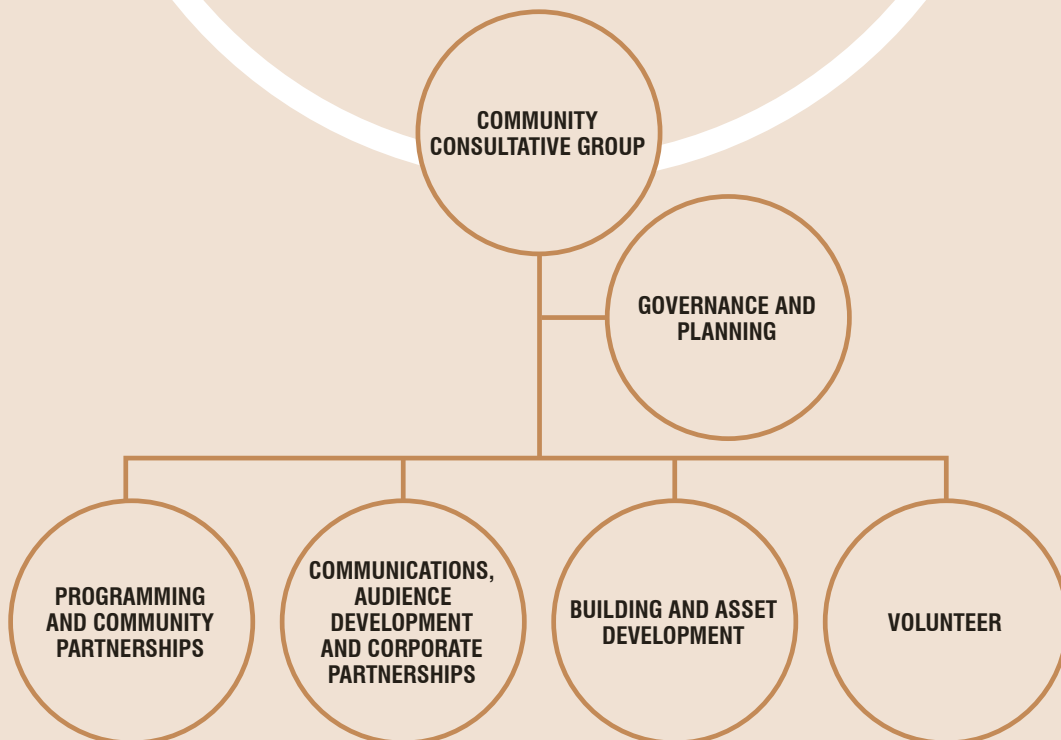 COMMUNITY
CONSULTATIVE GROUP
GOVERNANCE AND
PLANNING
PROGRAMMING
AND COMMUNITY
PARTNERSHIPS
COMMUNICATIONS,
AUDIENCE
DEVELOPMENT
AND CORPORATE
PARTNERSHIPS
BUILDING AND ASSET
DEVELOPMENT
VOLUNTEER